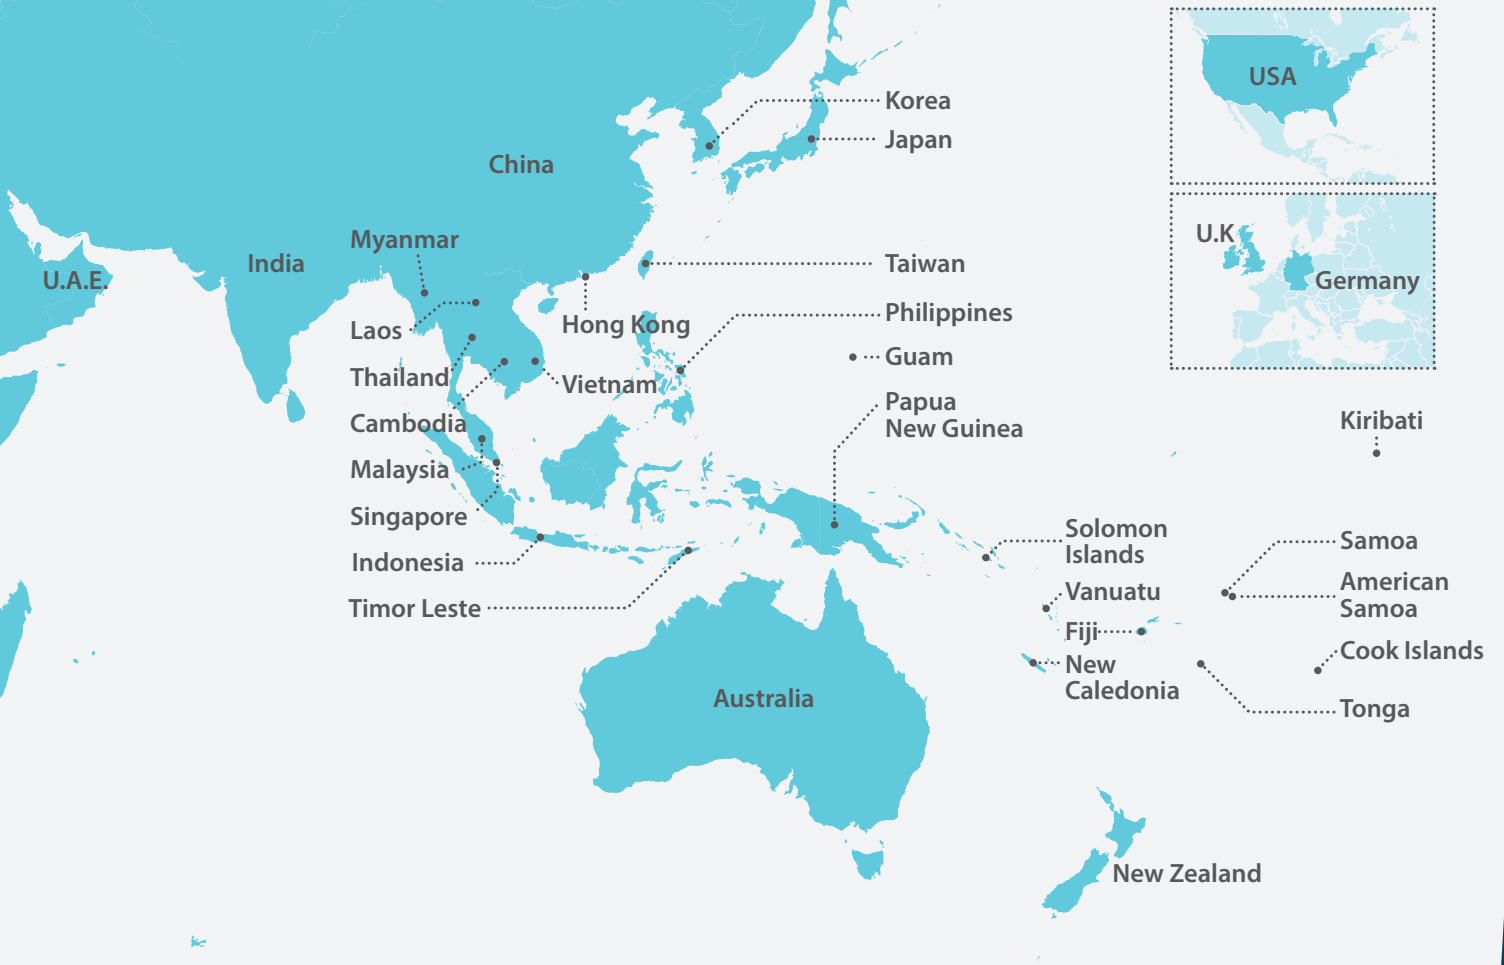 USA
Korea
Japan
China
U.K
Myanmar
India
Taiwan
U.A.E.
Germany
Philippines
Hong Kong
Laos
Guam
Thailand
Vietnam
Papua
New Guinea
Cambodia
Kiribati
Malaysia
Singapore
Solomon
Islands
Samoa
Indonesia
American
Samoa
Vanuatu
Timor Leste
Fiji
Cook Islands
New
Caledonia
Australia
Tonga
New Zealand